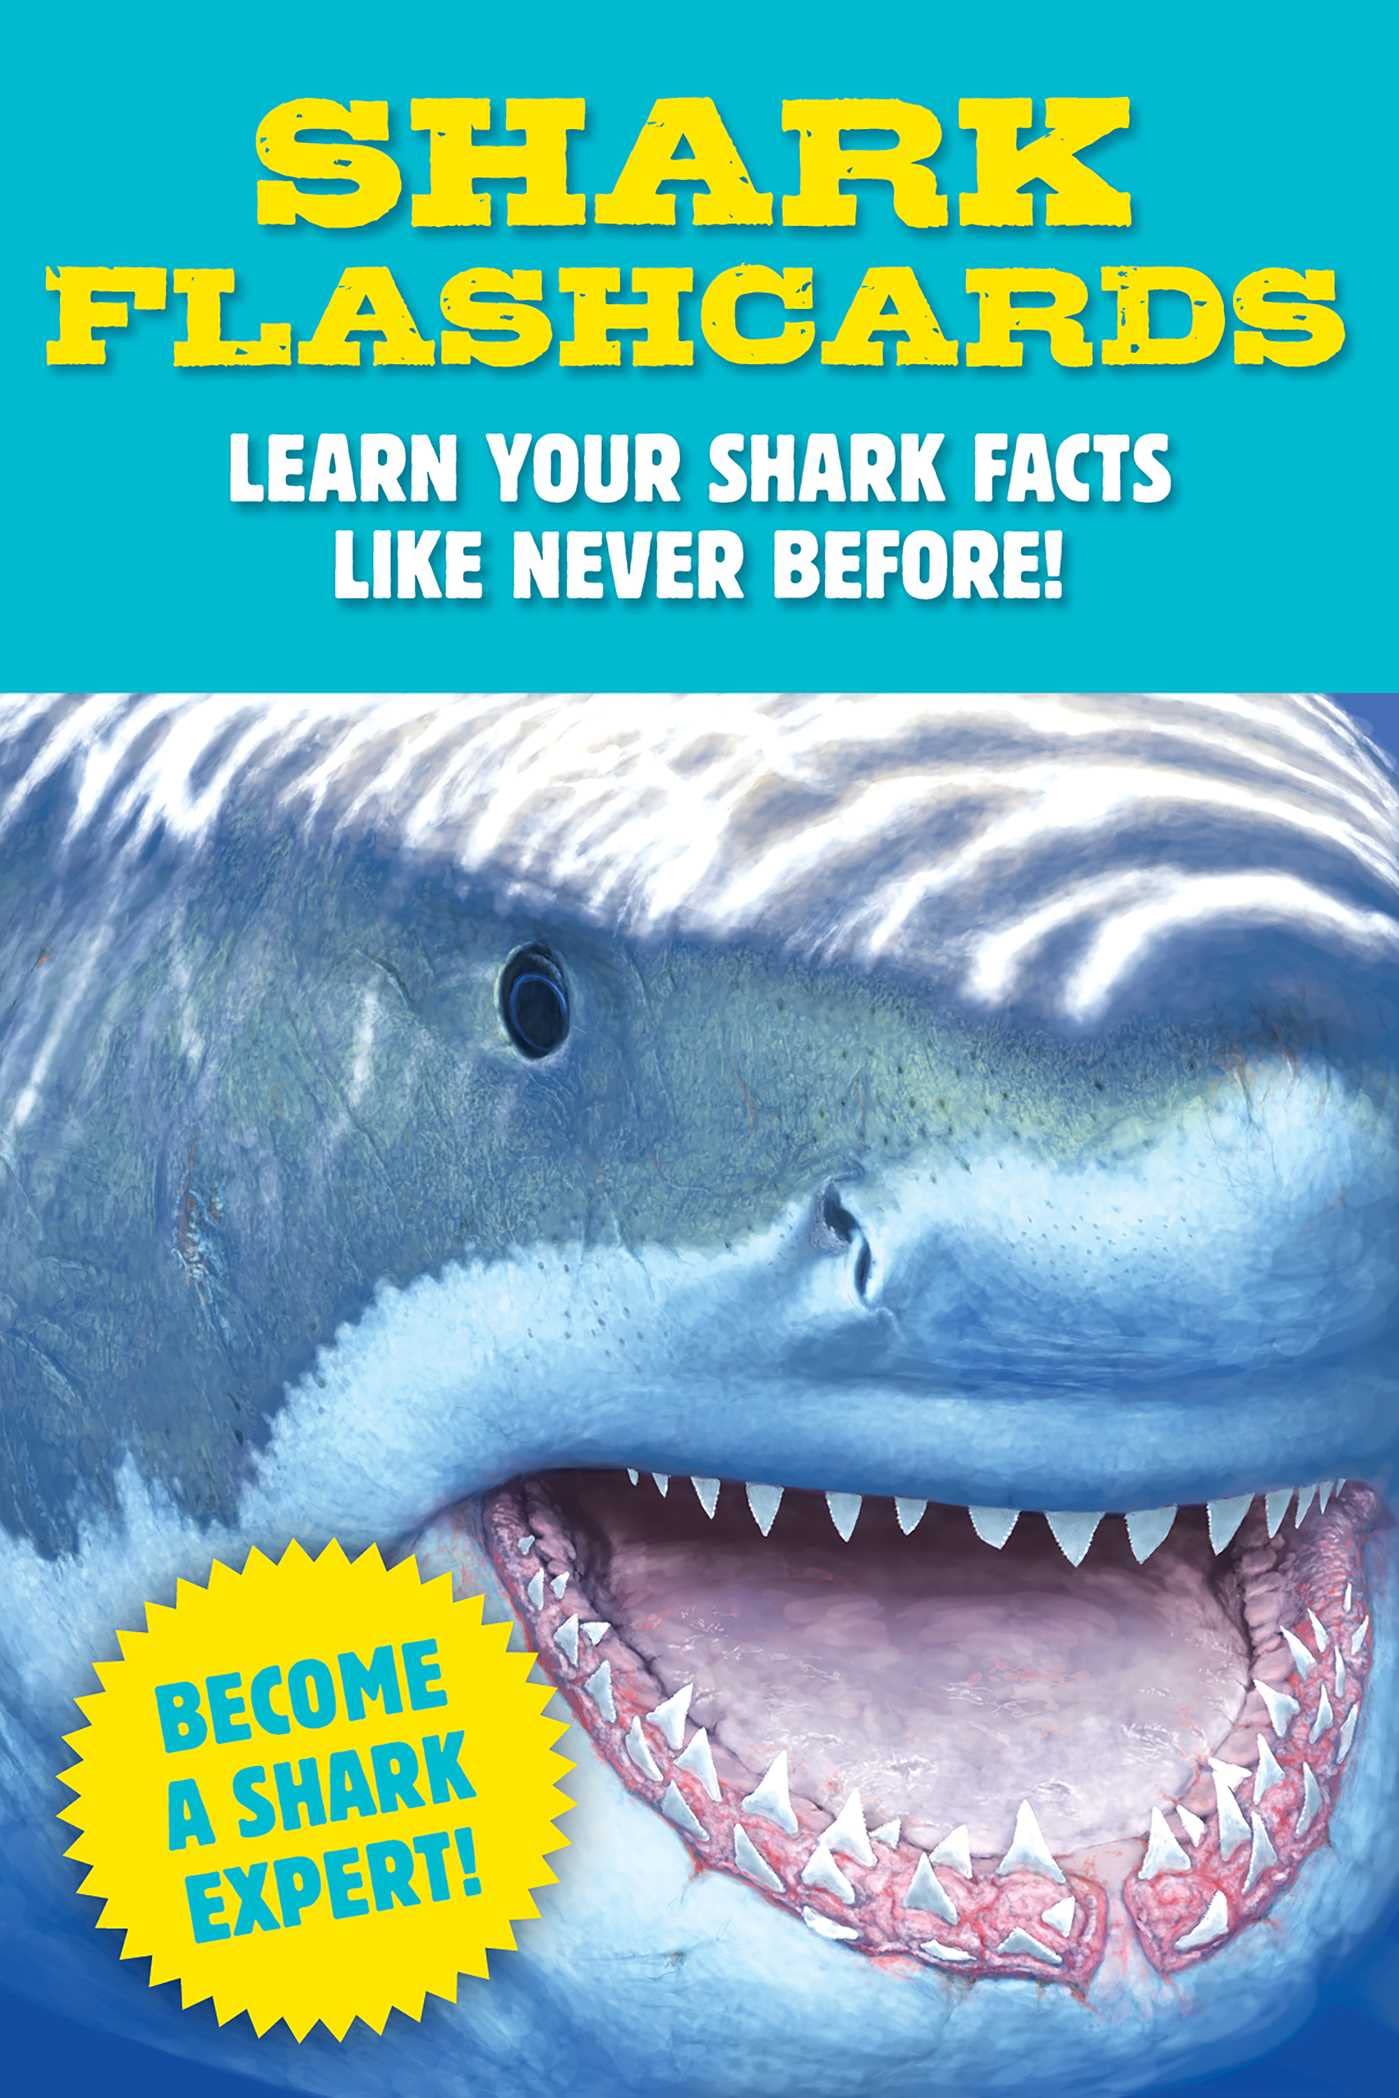 SHARK
FLASHCARDS
LEARN YOUR SHARK FACTS
LIKE NEVER BEFORE!
BECOME
A SHARK
EXPERT!